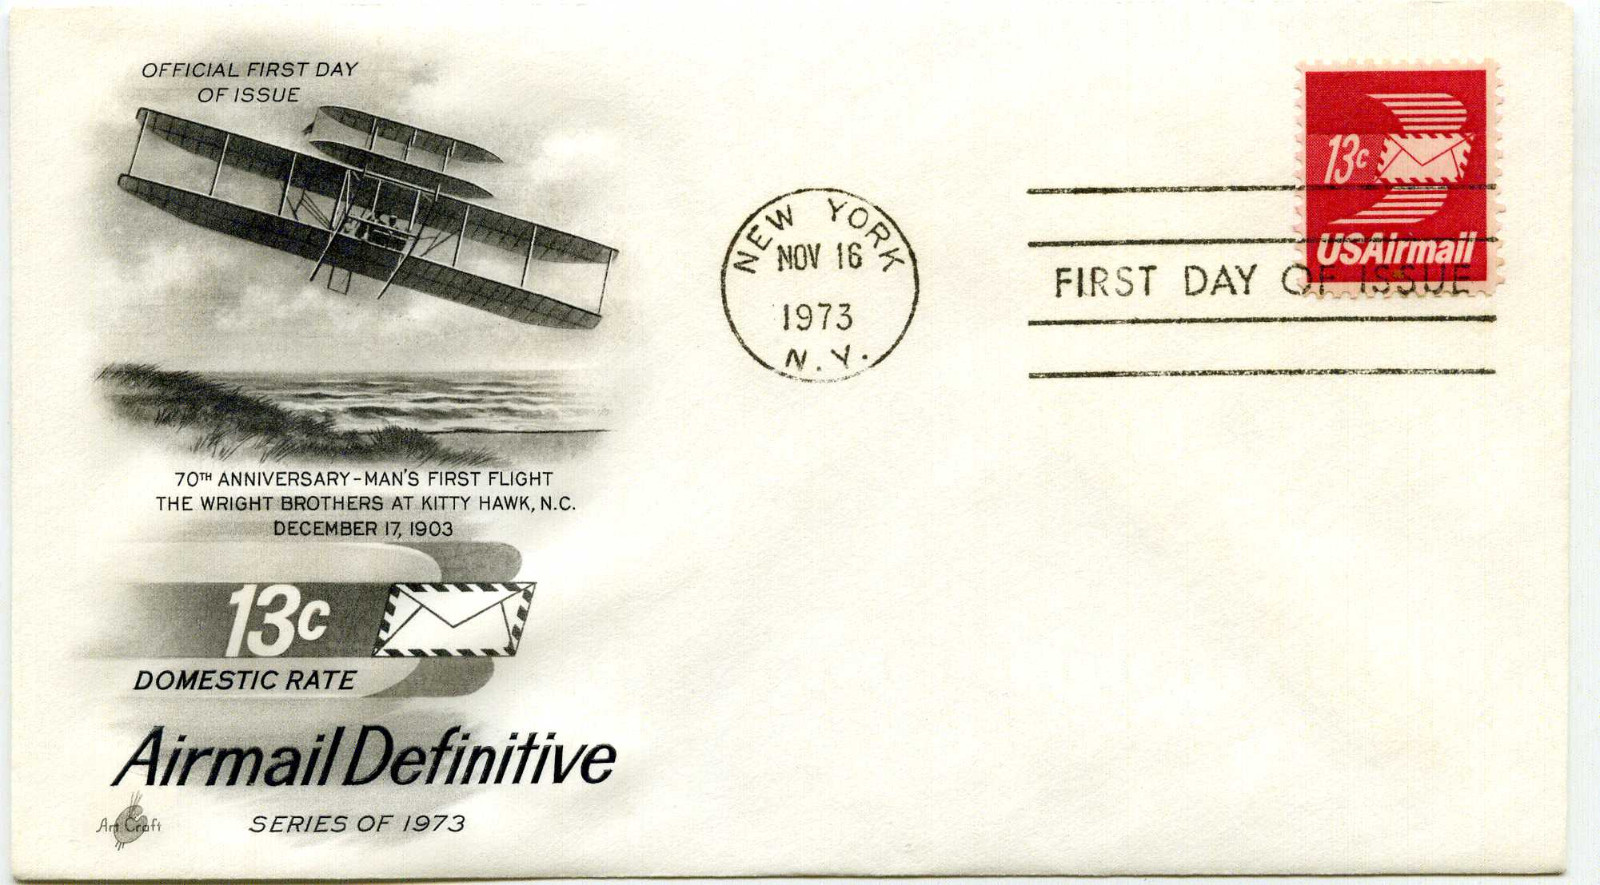 OFFICIAL FIRST DAY
OF ISSUE
70TH ANNIVERSARY-MAN'S FIRST FLIGHT
THE WRIGHT BROTHERS AT KITTY HAWK, N.C.
DECEMBER 17, 1903
13c
DOMESTIC RATE
Airmail Definitive
SERIES OF 1973
Art Craft
NEW YORK
NOV 16
1973
N.Y.
13c
USAirmail
FIRST DAY OF ISSUE